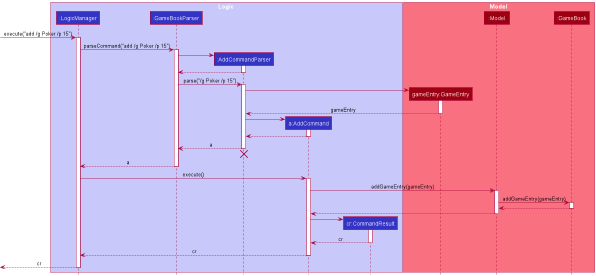 Logic
Model
:LogicManager
:GameBookParser
:Model
:GameBook
execute("add /g Poker /p 15")
parseCommand("add /g Poker /p 15")
:AddCommandParser
parse("/g Poker /p 15")
gameEntry:GameEntry
gameEntry
a:AddCommand
a
a
execute()
addGameEntry(gameEntry)
addGameEntry(gameEntry)
cr:CommandResult
cr
cr
cr